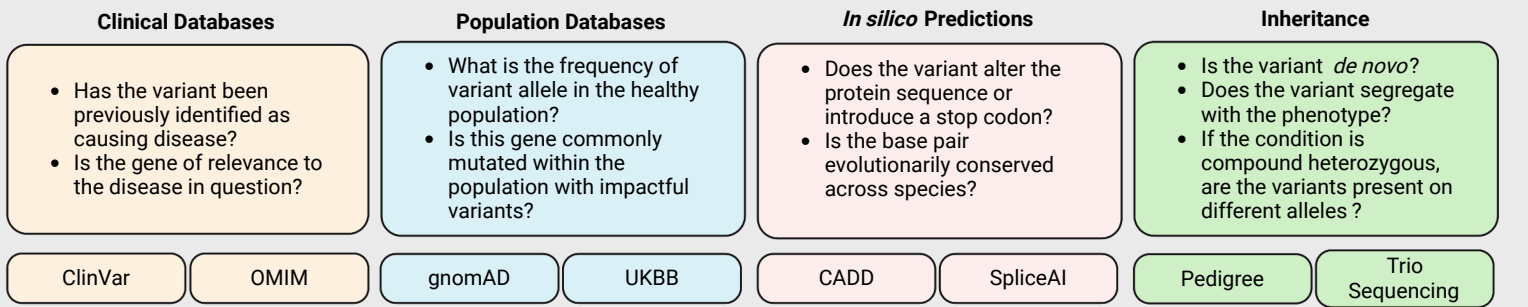 Clinical Databases
• Has the variant been
previously identified as
causing disease?
• Is the gene of relevance to
the disease in question?
ClinVar
OMIM
Population Databases
• What is the frequency of
variant allele in the healthy
population?
• Is this gene commonly
mutated within the
population with impactful
variants?
gnomAD
UKBB
In silico Predictions
• Does the variant alter the
protein sequence or
introduce a stop codon?
• Is the base pair
evolutionarily conserved
across species?
CADD
SpliceAI
Inheritance
• Is the variant de novo?
• Does the variant segregate
with the phenotype?
• If the condition is
compound heterozygous,
are the variants present on
different alleles ?
Pedigree
Trio
Sequencing